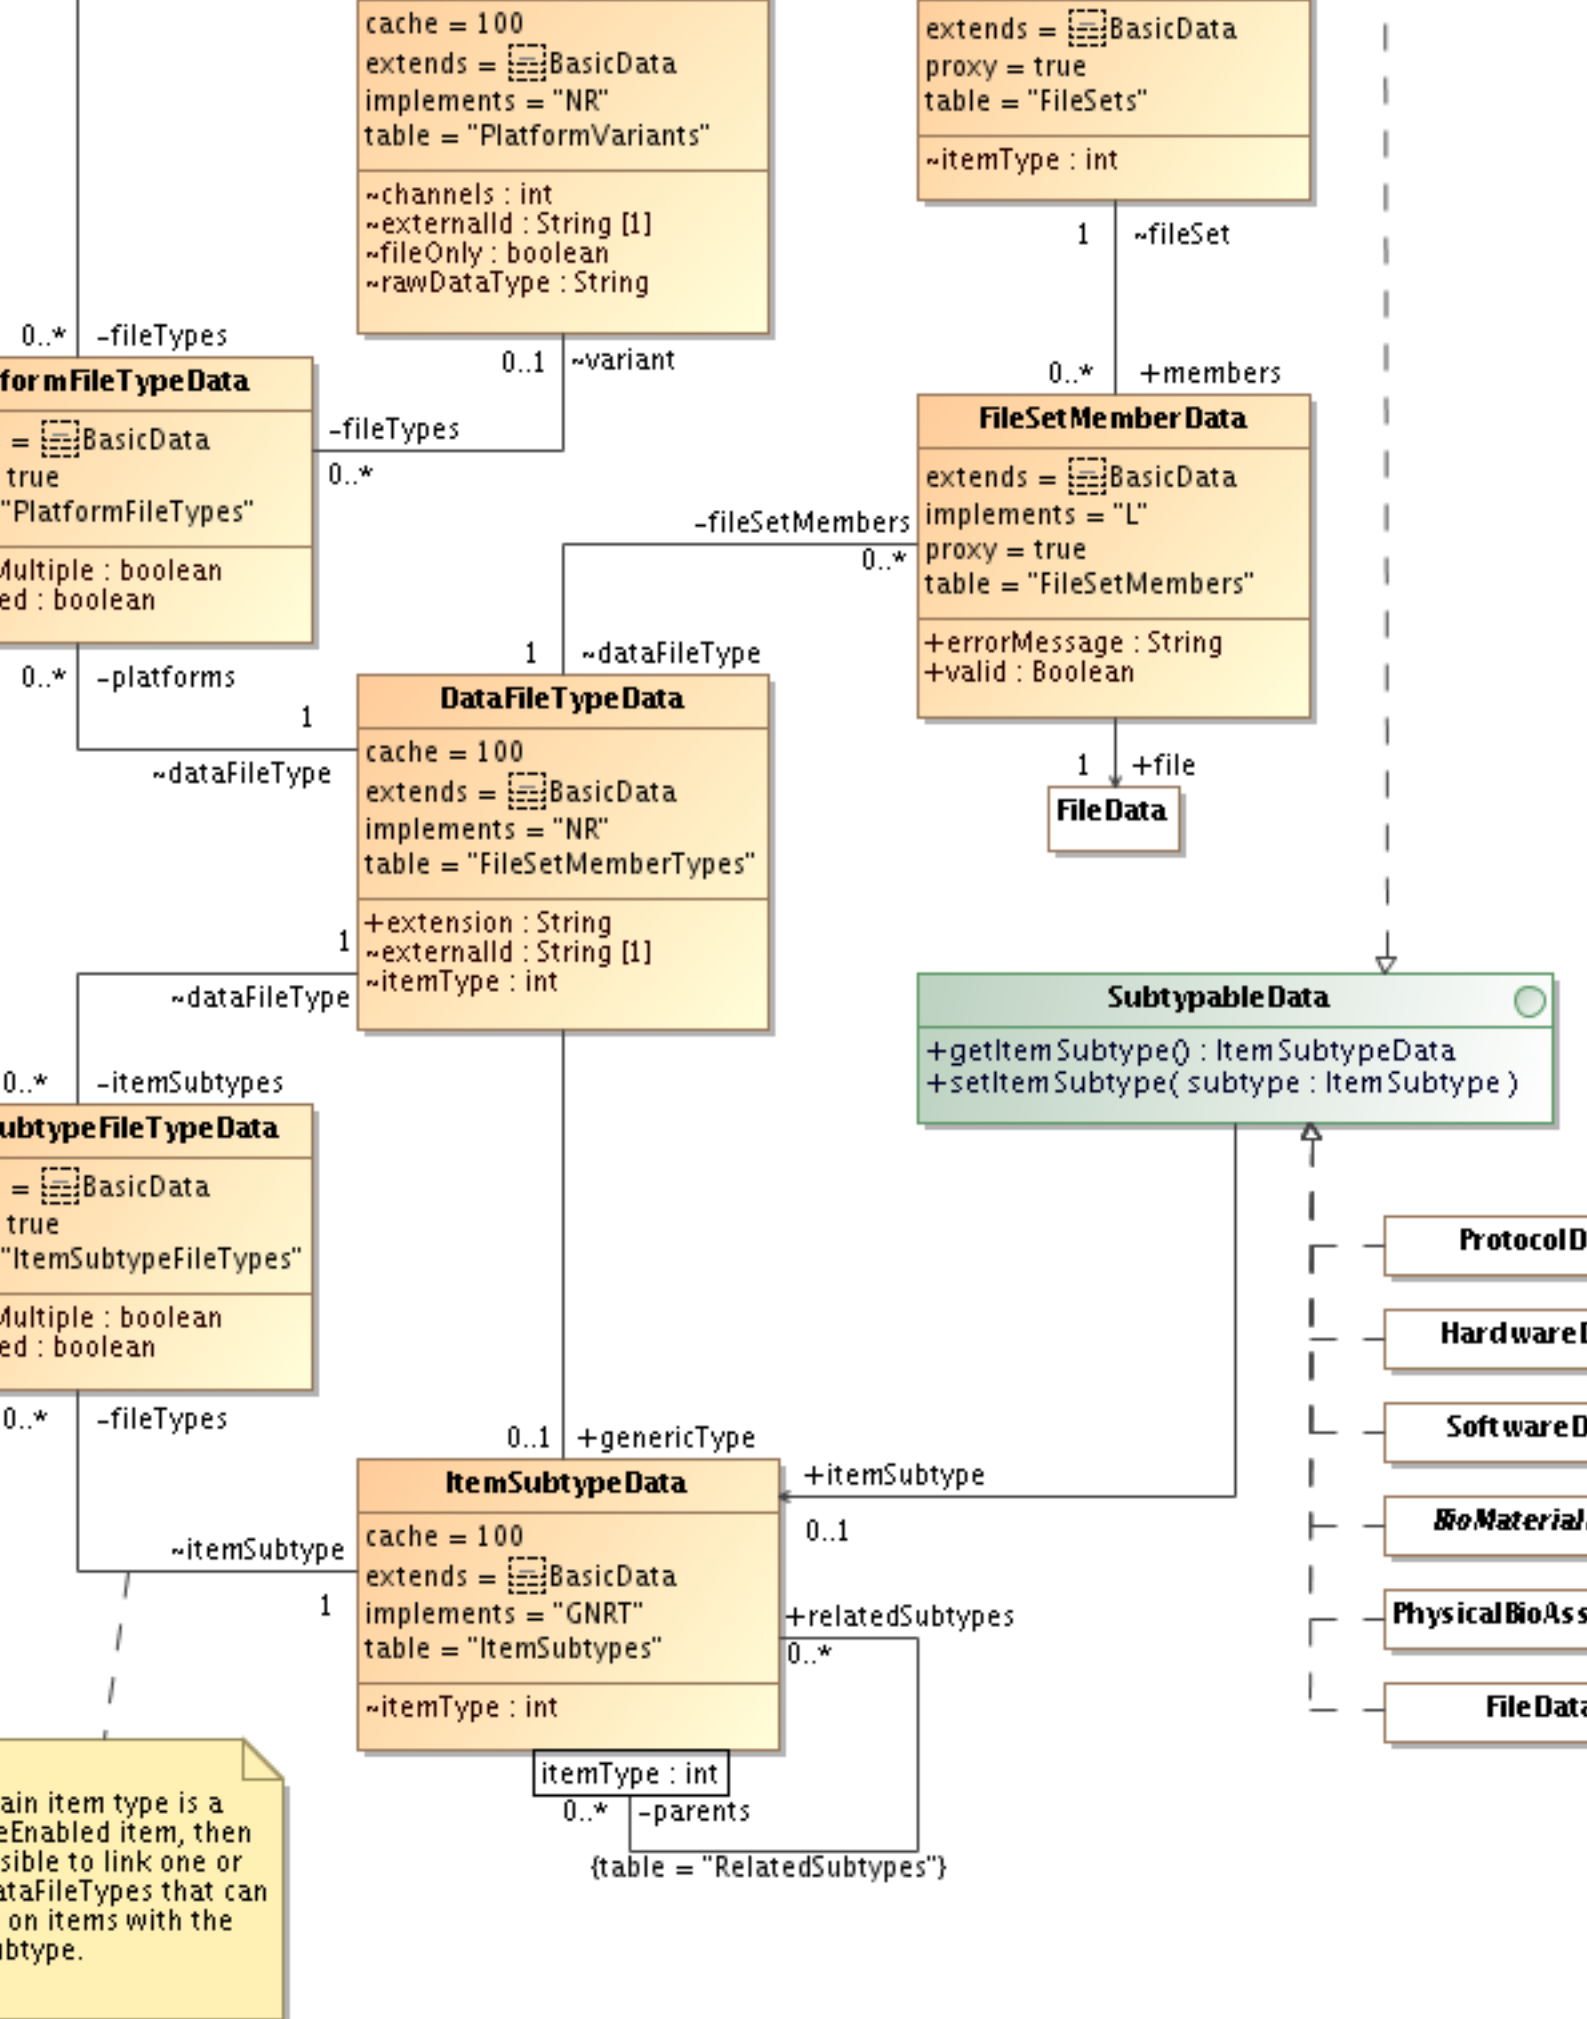 cache = 100
extends = BasicData
implements = "NR"
table = "PlatformVariants"
~channels : int
~externalId : String [1]
~fileOnly : boolean
~rawDataType : String
extends = BasicData
proxy = true
table = "FileSets"
~itemType : int
1 ~fileSet
0..* -fileTypes
0..1 ~variant
0..* +members
formFileTypeData
= BasicData
true
"PlatformFileTypes"
Multiple : boolean
ed : boolean
-fileTypes
0..*
FileSetMemberData
extends = BasicData
implements = "L"
proxy = true
table = "FileSetMembers"
+errorMessage : String
+valid : Boolean
-fileSetMembers
0..*
1 ~dataFileType
0..* -platforms
1
~dataFileType
DataFileTypeData
cache = 100
extends = BasicData
implements = "NR"
table = "FileSetMemberTypes"
+extension : String
~externalId : String [1]
~itemType : int
1 +file
FileData
1
~dataFileType
SubtypableData
+getItemSubtype() : ItemSubtypeData
+setItemSubtype( subtype : ItemSubtype )
0..* -itemSubtypes
ubtypeFileTypeData
= BasicData
true
"ItemSubtypeFileTypes"
Multiple : boolean
ed : boolean
ProtocolD
HardwareD
SoftwareD
BioMaterial
PhysicalBioAss
FileData
0..* -fileTypes
0..1 +genericType
ItemSubtypeData
cache = 100
extends = BasicData
implements = "GNRT"
table = "ItemSubtypes"
~itemType : int
+itemSubtype
0..1
~itemSubtype
1
+relatedSubtypes
0..*
itemType : int
0..* -parents
{table = "RelatedSubtypes"}
ain item type is a
eEnabled item, then
sible to link one or
ataFileTypes that can
on items with the
ubtype.